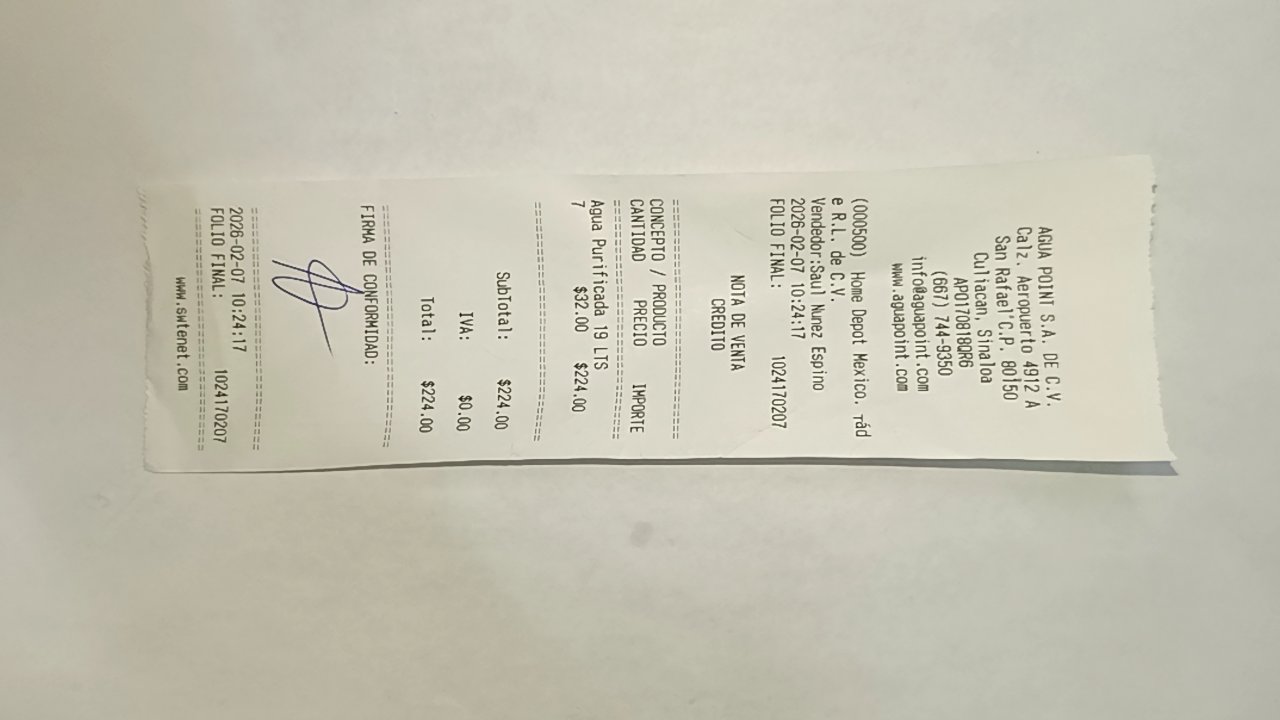 AGUA POINT S.A. DE C.V.
Calz. Aeropuerto 4912 A
San Rafael C.P. 80150
Culiacan, Sinaloa
APO170818QR6
(667) 744-9350
info@aguapoint.com
www.aguapoint.com
(000500) Home Depot Mexico. тád
e R.L. de C.V.
Vendedor:Saul Nunez Espino
2026-02-07 10:24:17
FOLIO FINAL: 1024170207
NOTA DE VENTA
CREDITO
CONCEPTO / PRODUCTO
CANTIDAD PRECIO IMPORTE
Agua Purificada 19 LTS
7 $32.00 $224.00
SubTotal: $224.00
IVA: $0.00
Total: $224.00
FIRMA DE CONFORMIDAD:
2026-02-07 10:24:17
FOLIO FINAL: 1024170207
www.swtenet.com